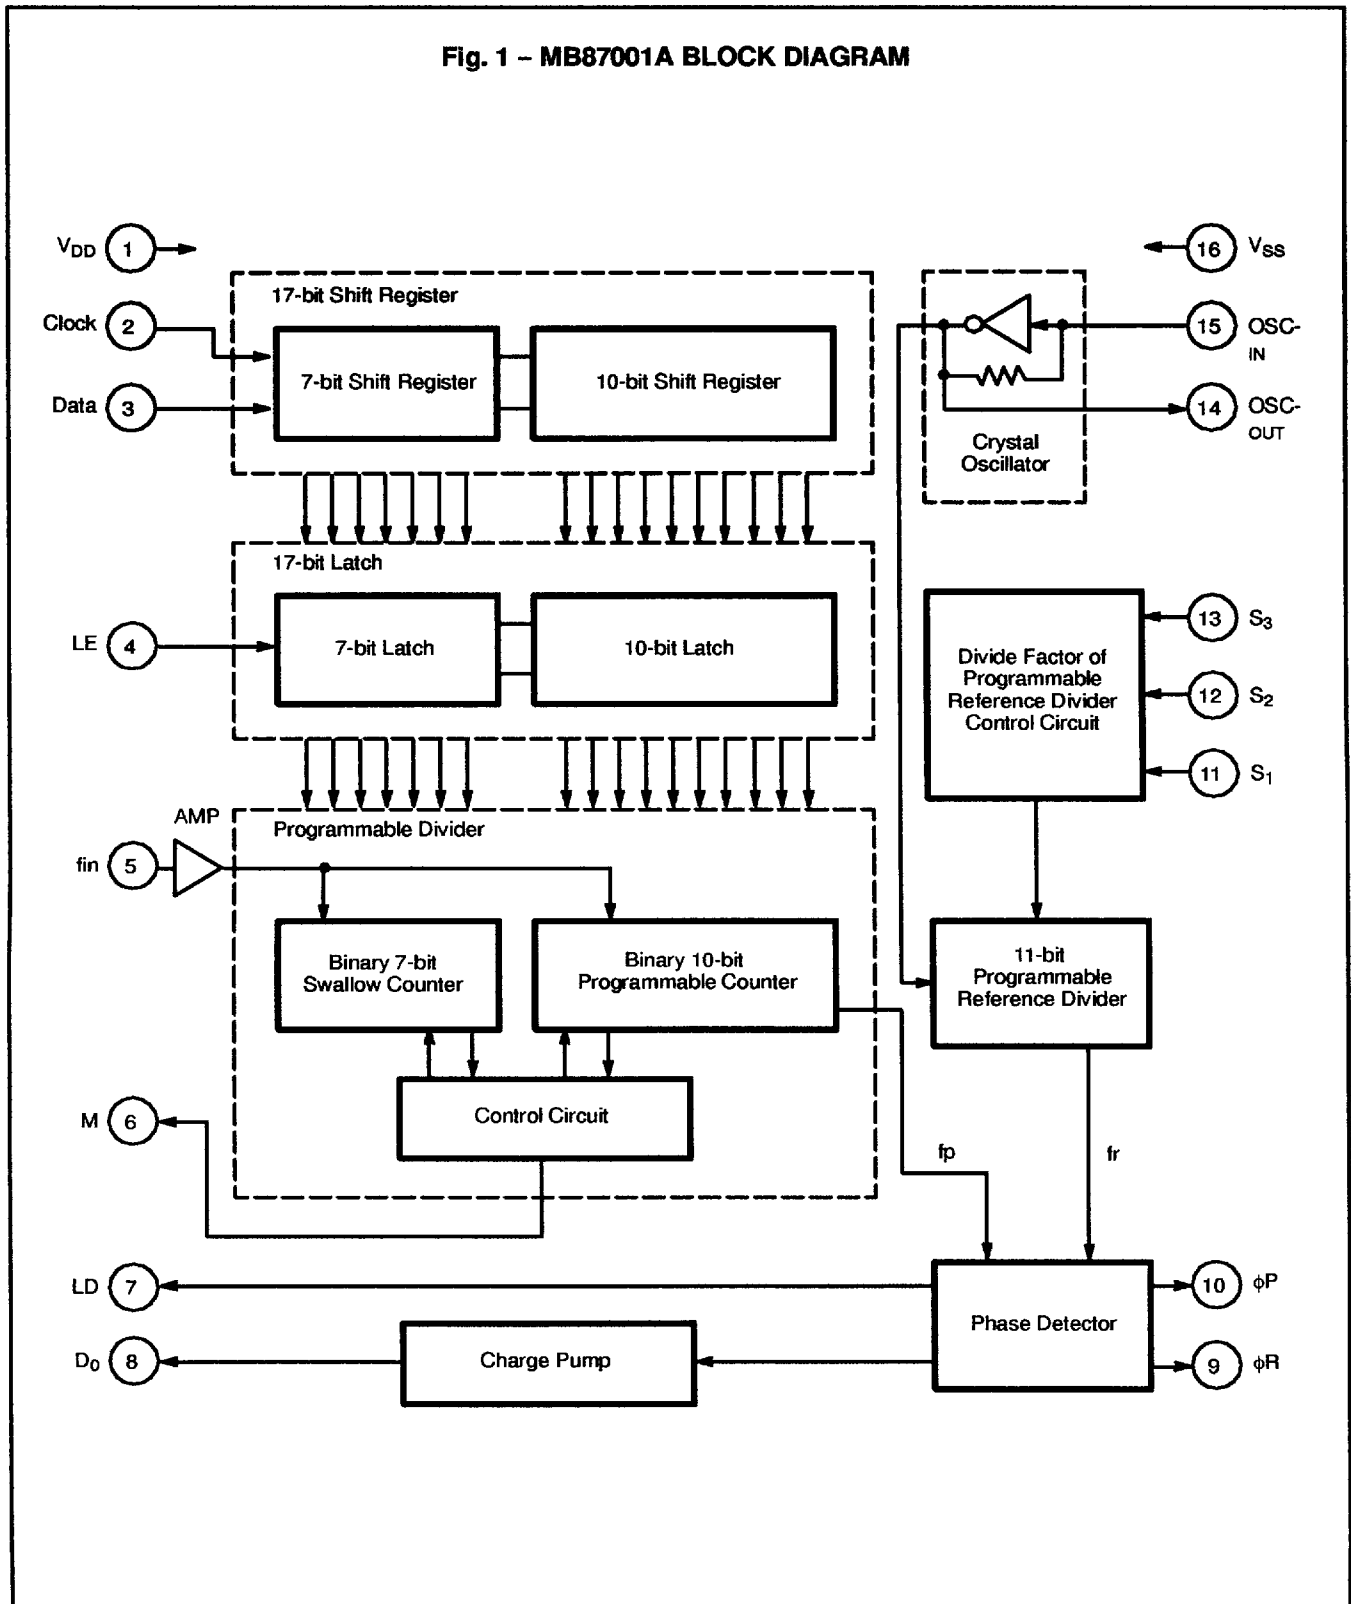 Fig. 1 – MB87001A BLOCK DIAGRAM
VDD 1
16 VSS
17-bit Shift Register
Clock 2
15 OSC-
IN
7-bit Shift Register
10-bit Shift Register
Data 3
14 OSC-
OUT
Crystal
Oscillator
17-bit Latch
LE 4
7-bit Latch
10-bit Latch
13 S3
Divide Factor of
Programmable
Reference Divider
Control Circuit
12 S2
11 S1
AMP
Programmable Divider
fin 5
Binary 7-bit
Swallow Counter
Binary 10-bit
Programmable Counter
11-bit
Programmable
Reference Divider
Control Circuit
M 6
fp
fr
LD 7
10 ϕP
Phase Detector
D0 8
Charge Pump
9 ϕR